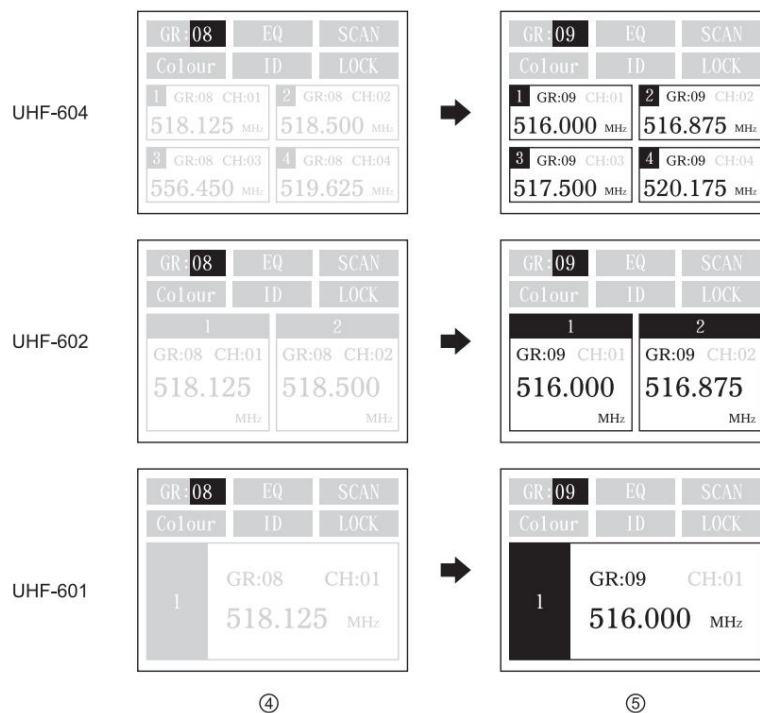 UHF-604
GR:08 EQ SCAN
Colour ID LOCK
1 GR:08 CH:01 2 GR:08 CH:02
518.125 MHz 518.500 MHz
3 GR:08 CH:03 4 GR:08 CH:04
556.450 MHz 519.625 MHz
GR:09 EQ SCAN
Colour ID LOCK
1 GR:09 CH:01 2 GR:09 CH:02
516.000 MHz 516.875 MHz
3 GR:09 CH:03 4 GR:09 CH:04
517.500 MHz 520.175 MHz
UHF-602
GR:08 EQ SCAN
Colour ID LOCK
1 2
GR:08 CH:01 GR:08 CH:02
518.125 518.500
MHz MHz
GR:09 EQ SCAN
Colour ID LOCK
1 2
GR:09 CH:01 GR:09 CH:02
516.000 516.875
MHz MHz
UHF-601
GR:08 EQ SCAN
Colour ID LOCK
GR:08 CH:01
1
518.125 MHz
GR:09 EQ SCAN
Colour ID LOCK
GR:09 CH:01
1
516.000 MHz
④ ⑤